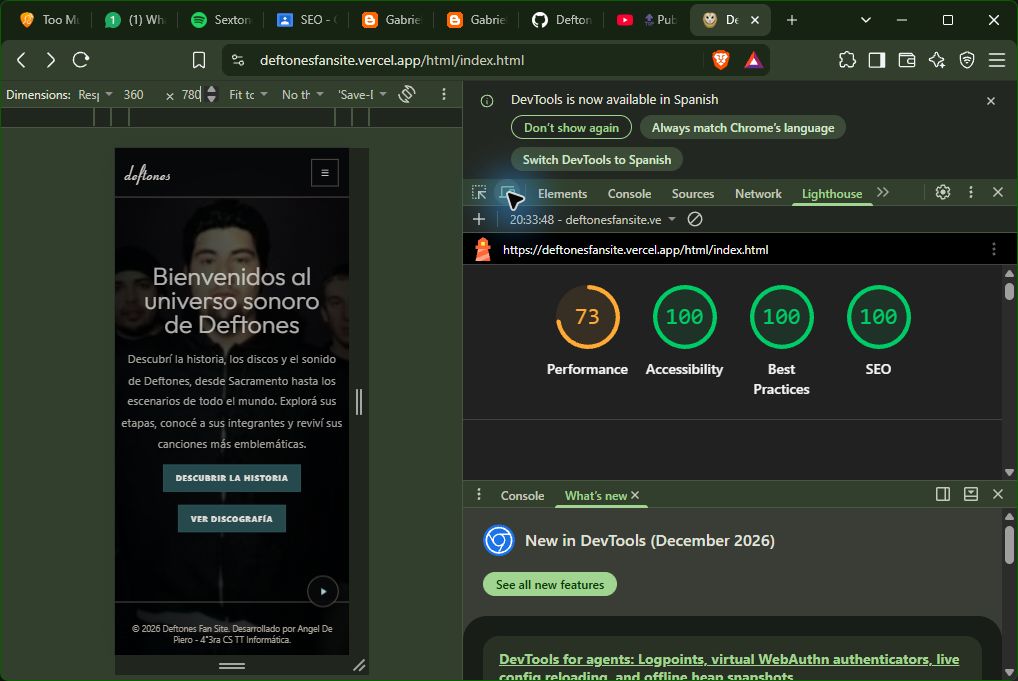 Too Mu
1
(1) Wh
Sexton
SEO - G
Gabrie
Gabrie
Defton
TOP
Pub
De
deftonesfansite.vercel.app/html/index.html
Dimensions: Resp
360 x 780
Fit to
No th
'Save-D
DevTools is now available in Spanish
Don't show again
Always match Chrome's language
Switch DevTools to Spanish
Elements
Console
Sources
Network
Lighthouse
20:33:48 - deftonesfansite.ve
https://deftonesfansite.vercel.app/html/index.html
73
100
100
100
Performance
Accessibility
Best
Practices
SEO
deftones
Bienvenidos al
universo sonoro
de Deftones
Descubrí la historia, los discos y el sonido
de Deftones, desde Sacramento hasta los
escenarios de todo el mundo. Explorá sus
etapas, conocé a sus integrantes y reviví sus
canciones más emblemáticas.
DESCUBRIR LA HISTORIA
VER DISCOGRAFÍA
© 2026 Deftones Fan Site. Desarrollado por Angel De
Piero - 4°3ra CS TT Informática.
Console
What's new
New in DevTools (December 2026)
See all new features
DevTools for agents: Logpoints, virtual WebAuthn authenticators, live
config reloading, and offline heap snapshots